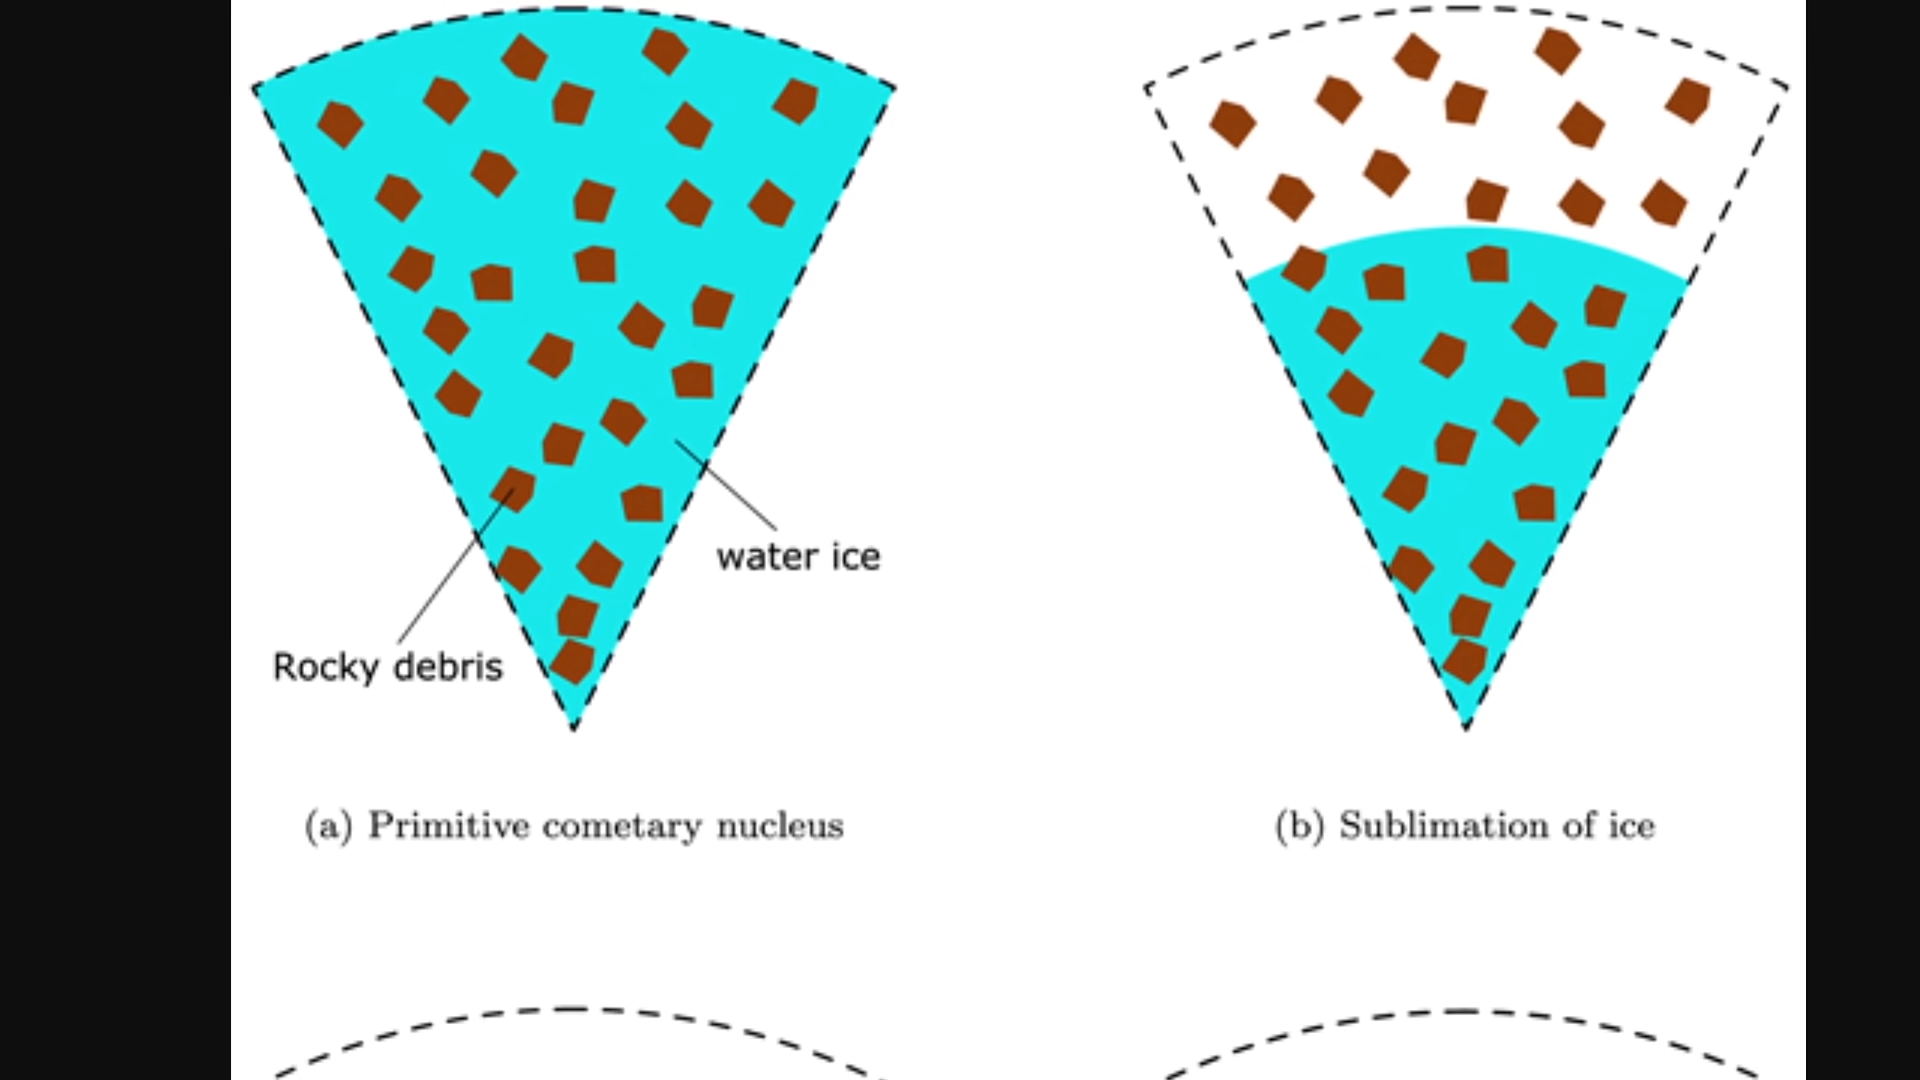 water ice
Rocky debris
(a) Primitive cometary nucleus
(b) Sublimation of ice